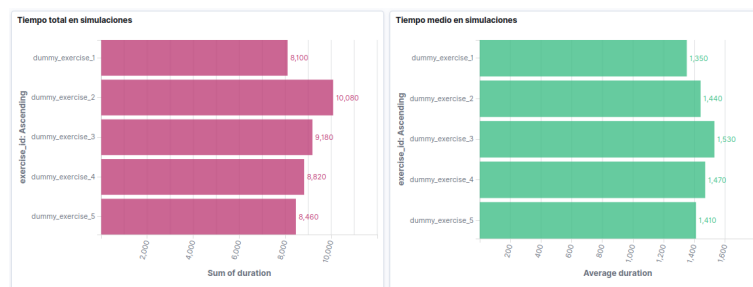 Tiempo total en simulaciones
exercise_id: Ascending
dummy_exercise_1
8,100
dummy_exercise_2
10,080
dummy_exercise_3
9,180
dummy_exercise_4
8,820
dummy_exercise_5
8,460
2,000
4,000
6,000
8,000
10,000
Sum of duration
Tiempo medio en simulaciones
exercise_id: Ascending
dummy_exercise_1
1,350
dummy_exercise_2
1,440
dummy_exercise_3
1,530
dummy_exercise_4
1,470
dummy_exercise_5
1,410
200
400
600
800
1,000
1,200
1,400
1,600
Average duration